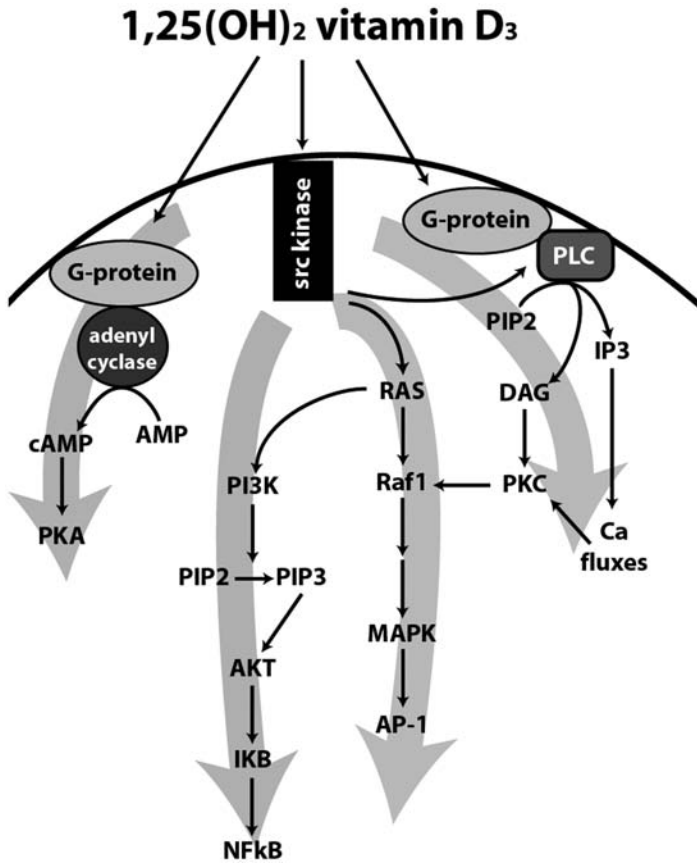 1,25(OH)₂ vitamin D₃
src kinase
G-protein
PLC
G-protein
adenyl
cyclase
PIP2
IP3
RAS
DAG
cAMP
AMP
PI3K
Raf1
PKC
PKA
Ca
fluxes
PIP2
PIP3
MAPK
AKT
AP-1
IKB
NFkB